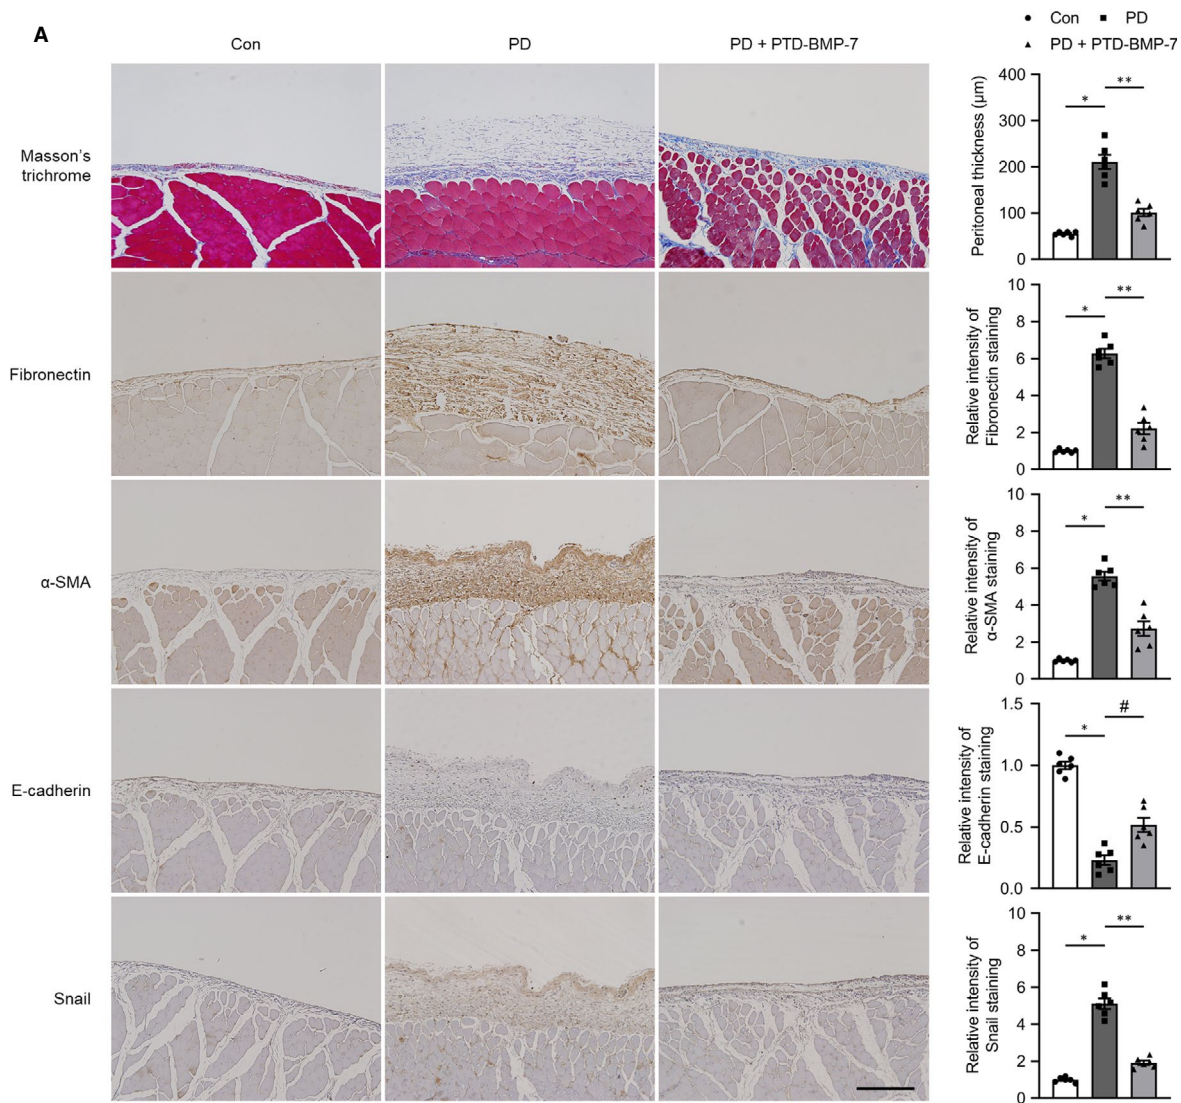 A
Con
PD
PD + PTD-BMP-7
● Con ■ PD
▲ PD + PTD-BMP-7
Masson’s
trichrome
Peritoneal thickness (μm)
400
300
200
100
0
*
**
Fibronectin
Relative intensity of
Fibronectin staining
10
8
6
4
2
0
*
**
α-SMA
Relative intensity of
α-SMA staining
10
8
6
4
2
0
*
**
E-cadherin
Relative intensity of
E-cadherin staining
1.5
1.0
0.5
0.0
*
#
Snail
Relative intensity of
Snail staining
10
8
6
4
2
0
*
**